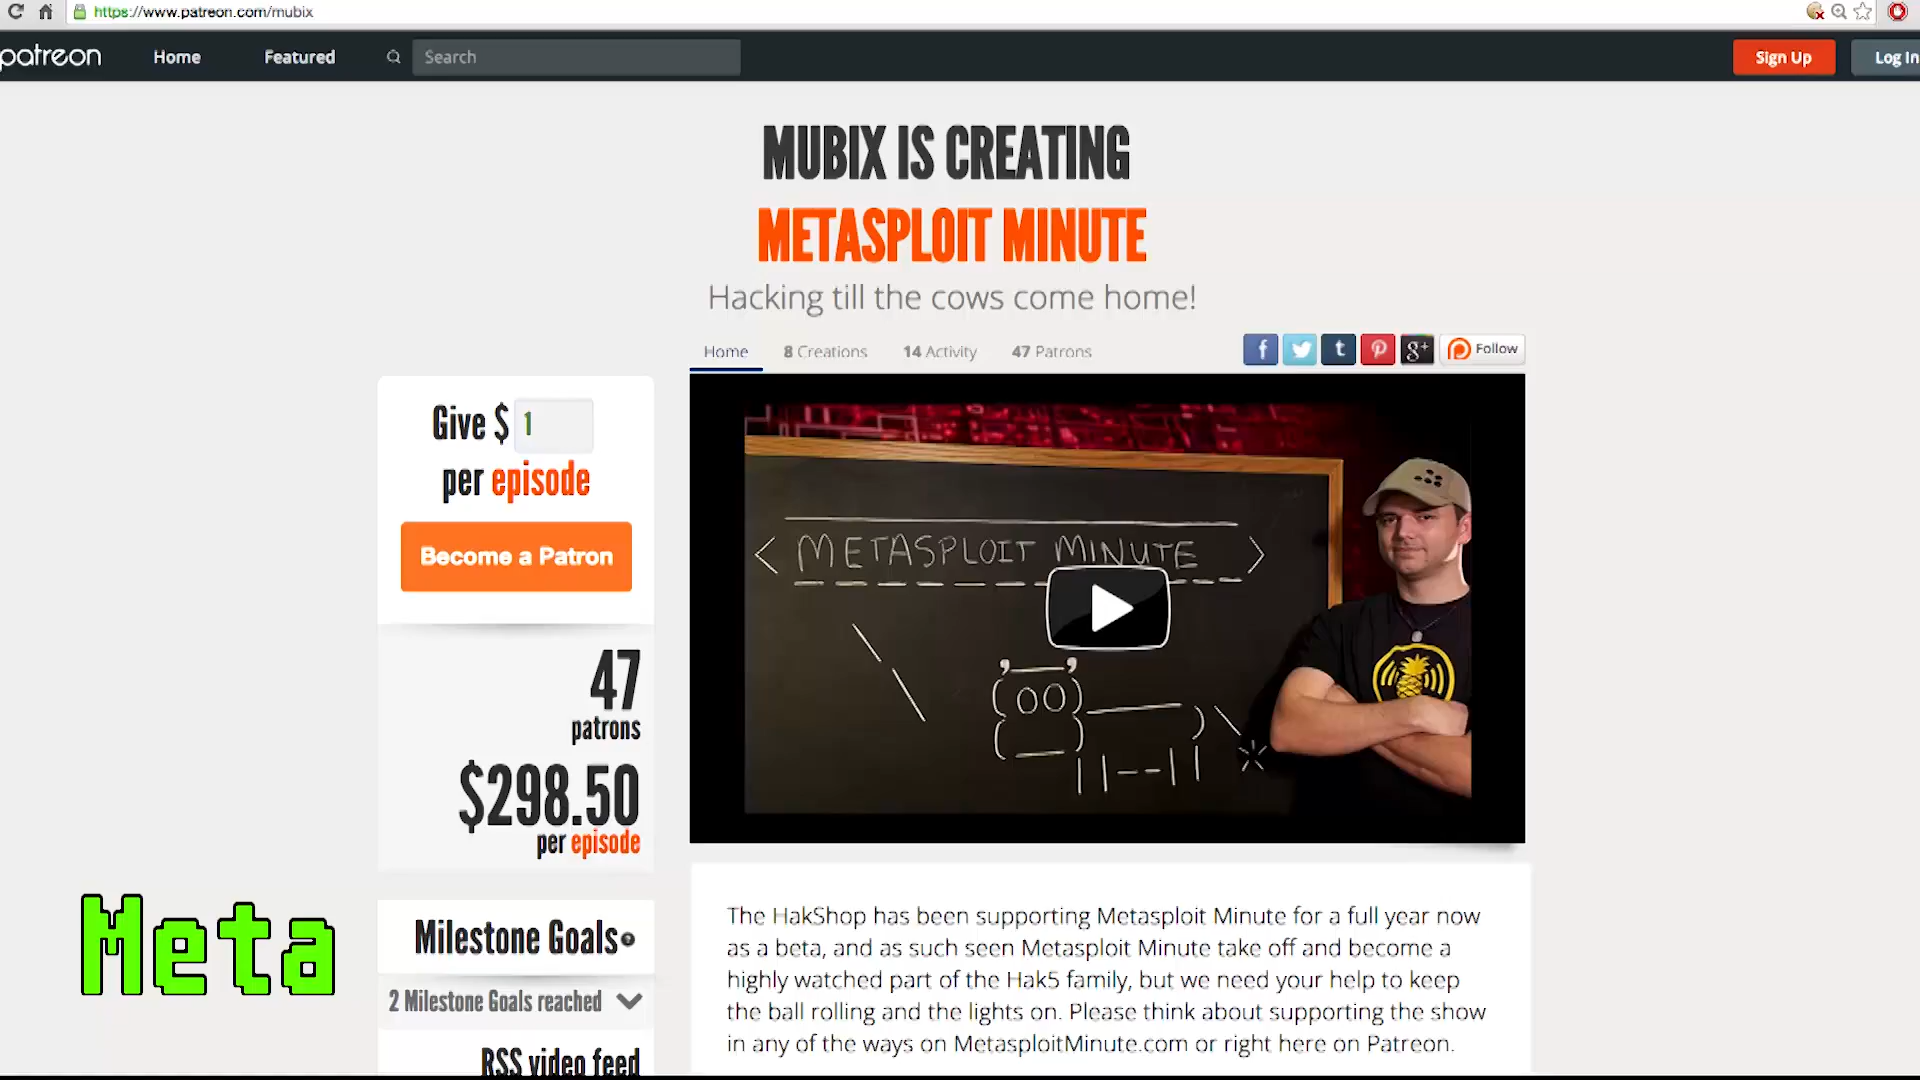 https://www.patreon.com/mubix
patreon
Home
Featured
Search
Sign Up
Log In
MUBIX IS CREATING
METASPLOIT MINUTE
Hacking till the cows come home!
Home
8 Creations
14 Activity
47 Patrons
f
t
g+
Follow
Give $ 1
per episode
Become a Patron
47
patrons
$298.50
per episode
Milestone Goals
2 Milestone Goals reached
RSS video feed
< METASPLOIT MINUTE >
The HakShop has been supporting Metasploit Minute for a full year now
as a beta, and as such seen Metasploit Minute take off and become a
highly watched part of the Hak5 family, but we need your help to keep
the ball rolling and the lights on. Please think about supporting the show
in any of the ways on MetasploitMinute.com or right here on Patreon.
Meta